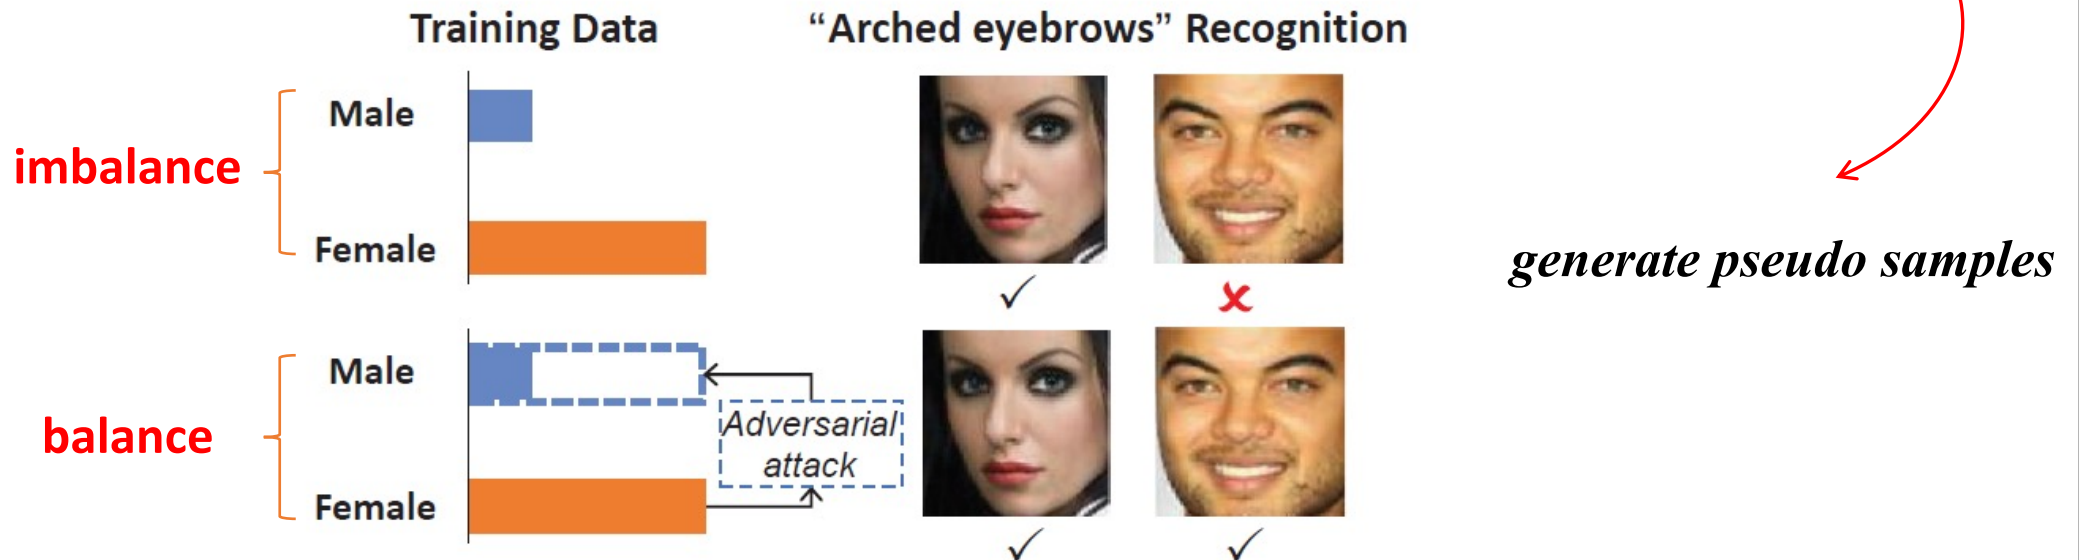 Training Data
“Arched eyebrows” Recognition
imbalance
Male
Female
generate pseudo samples
balance
Male
Adversarial
attack
Female